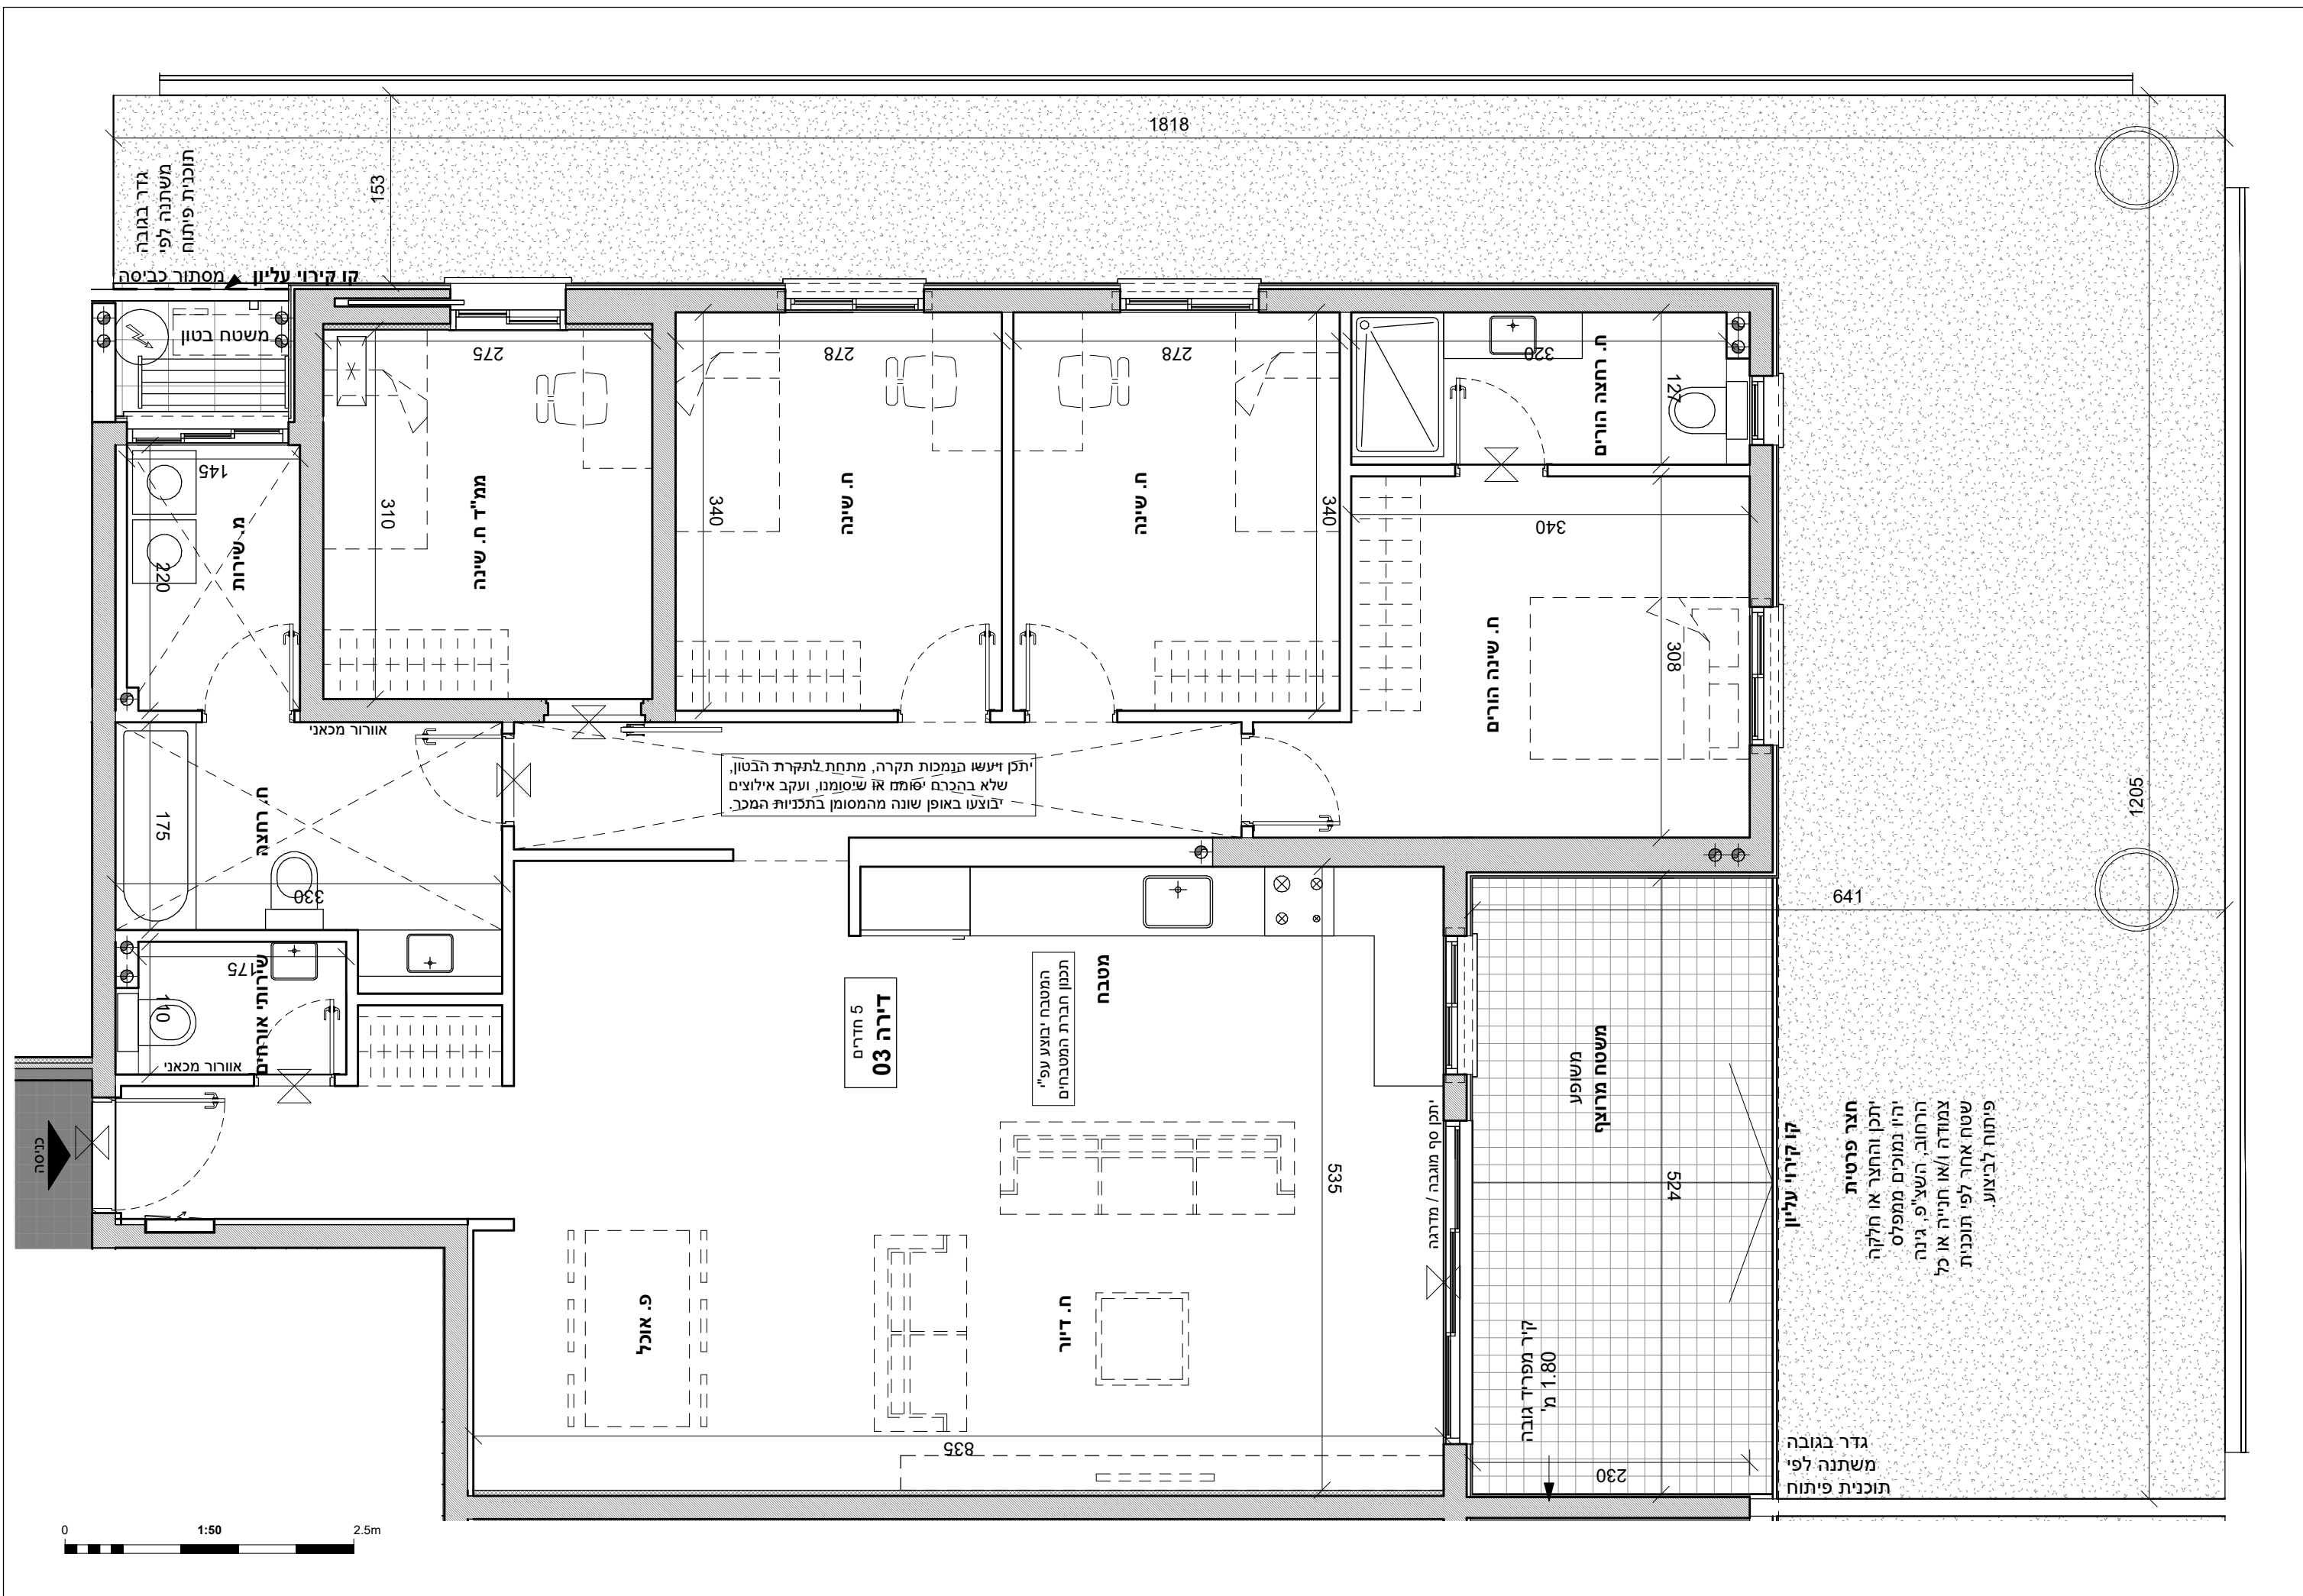 1818
153
גדר בגובה
משתנה לפי
תוכנית פיתוח
מסתור כביסה
קו קירוי עליון
משטח בטון
275
278
278
320
127
ח. רחצה הורים
145
220
מ. שירות
310
ממ"ד ח. שינה
340
ח. שינה
340
ח. שינה
340
308
ח. שינה הורים
אוורור מכאני
יתכן ויעשו הנמכות תקרה, מתחת לתקרת הבטון,
שלא בהכרח יסומנו או שיסומנו, ועקב אילוצים
יבוצעו באופן שונה מהמסומן בתכניות המכר.
175
ח. רחצה
330
1205
641
175
110
שירותי אורחים
אוורור מכאני
כניסה
דירה 03
5 חדרים
המטבח יבוצע עפ"י
תכנון חברת המטבחים
מטבח
משטח מרוצף
משופע
יתכן סף מוגבה / מדרגה
535
524
קו קירוי עליון
חצר פרטית
יתכן והחצר או חלקה
יהיו נמוכים ממפלס
הרחוב, השצ"פ, גינה
צמודה ו/או חנייה או כל
שטח אחר לפי תוכנית
פיתוח לביצוע.
פ. אוכל
ח. דיור
קיר מפריד גובה
1.80 מ'
835
230
גדר בגובה
משתנה לפי
תוכנית פיתוח
0
1:50
2.5m